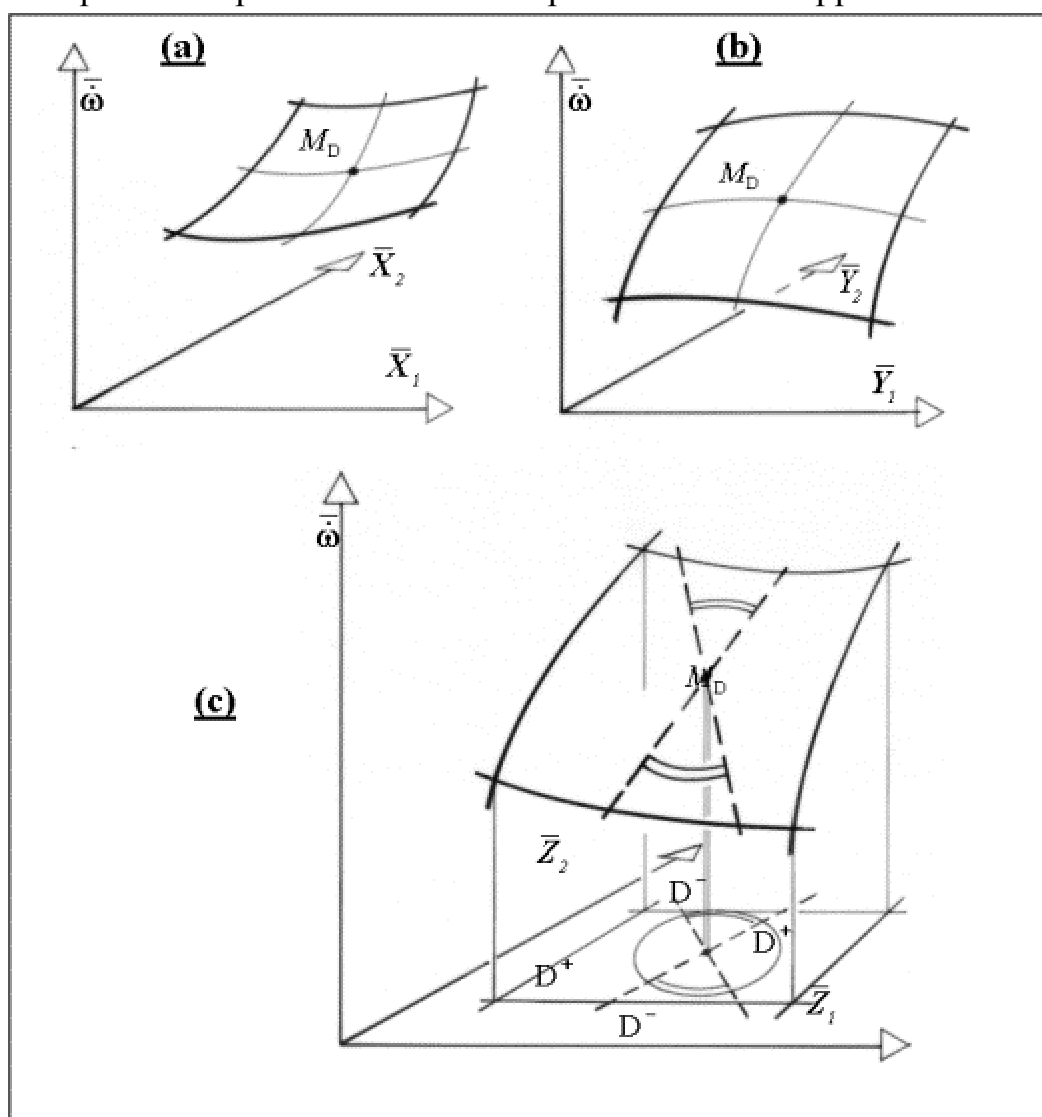 (a)
(b)
ω̄̇
ω̄̇
M_D
M_D
X̄₂
Ȳ₂
X̄₁
Ȳ₁
ω̄̇
M_D
(c)
Z̄₂
D⁻
D⁺
D⁺
Z̄₁
D⁻